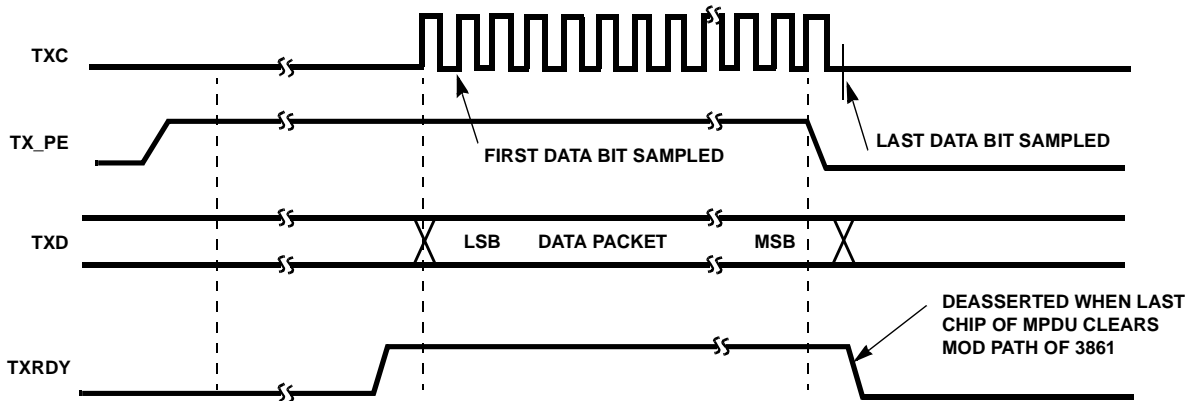 TXC
FIRST DATA BIT SAMPLED
LAST DATA BIT SAMPLED
TX_PE
TXD
LSB DATA PACKET MSB
DEASSERTED WHEN LAST
CHIP OF MPDU CLEARS
MOD PATH OF 3861
TXRDY